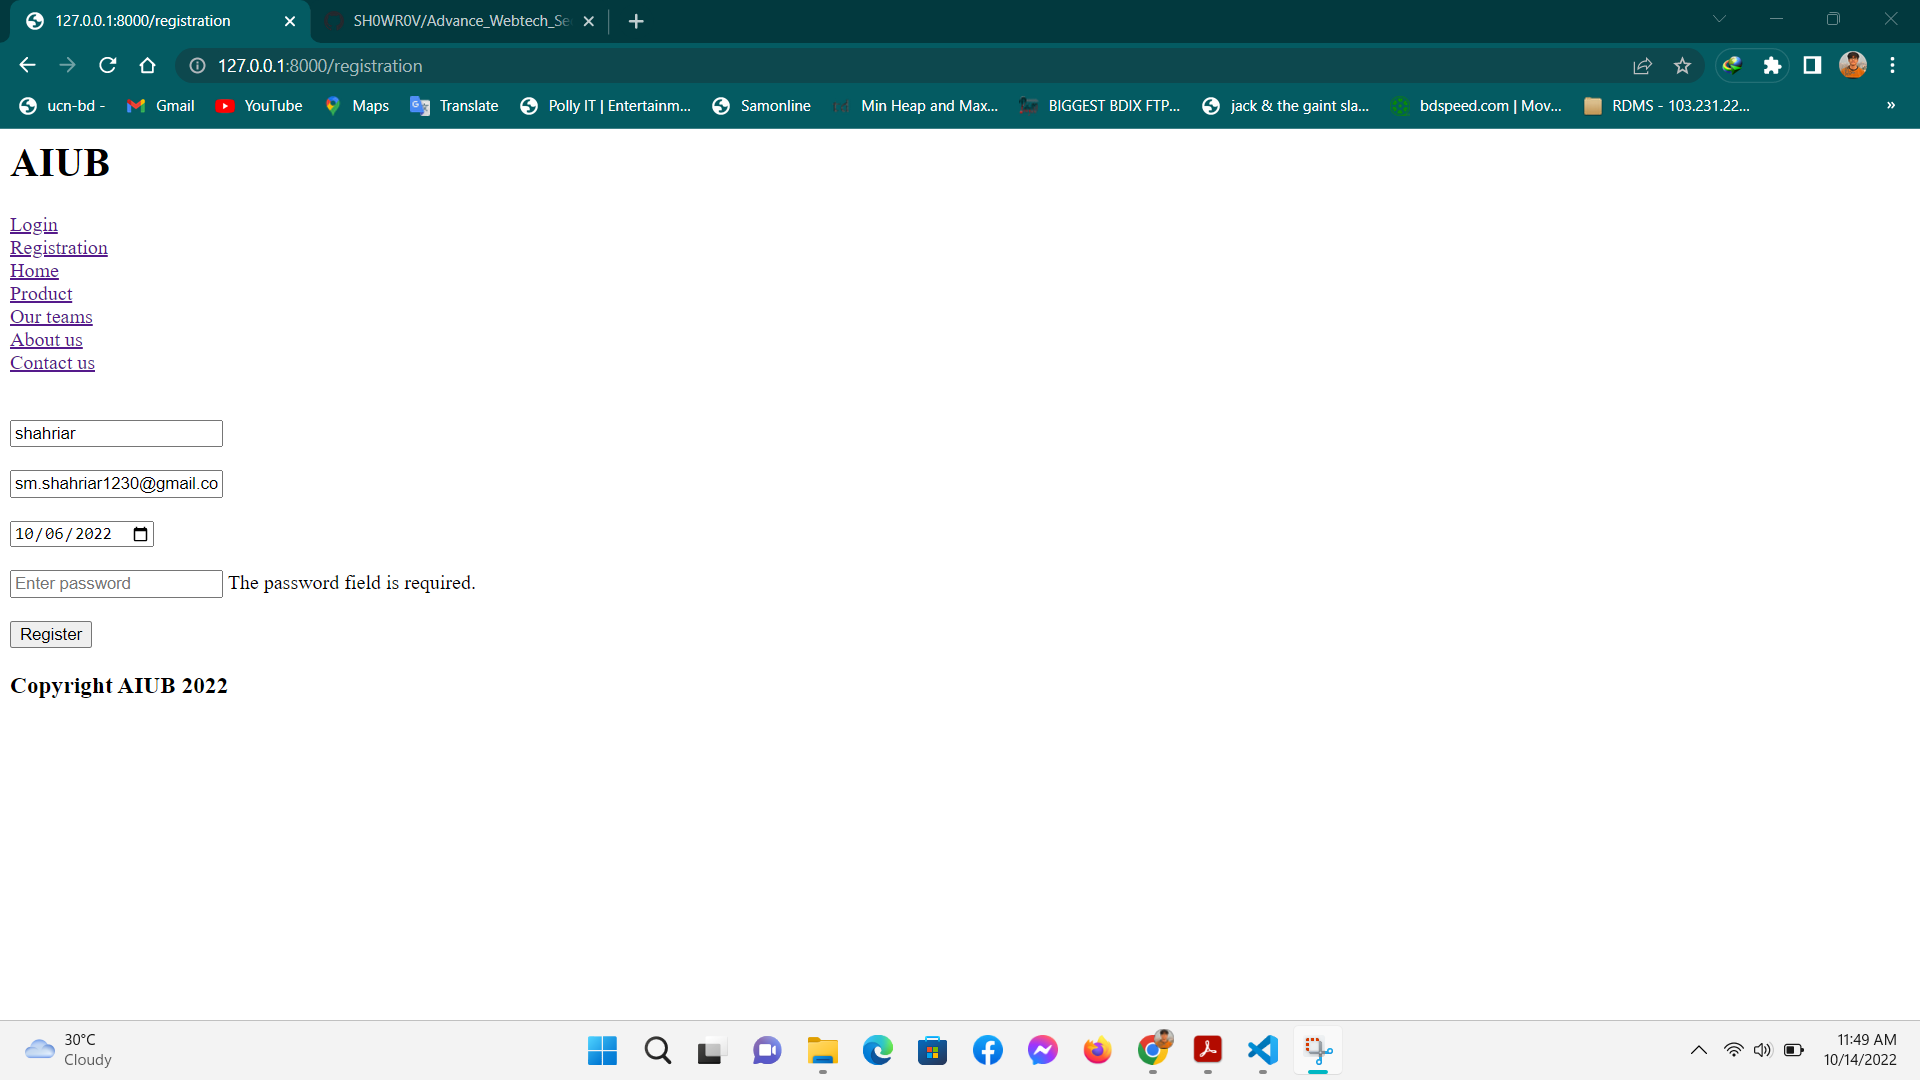 127.0.0.1:8000/registration
SH0WR0V/Advance_Webtech_Se
127.0.0.1:8000/registration
ucn-bd -
Gmail
YouTube
Maps
Translate
Polly IT | Entertainm...
Samonline
Min Heap and Max...
BIGGEST BDIX FTP...
jack & the gaint sla...
bdspeed.com | Mov...
RDMS - 103.231.22...
»
AIUB
Login
Registration
Home
Product
Our teams
About us
Contact us
shahriar
sm.shahriar1230@gmail.co
10/06/2022
Enter password The password field is required.
Register
Copyright AIUB 2022
30°C
Cloudy
11:49 AM
10/14/2022